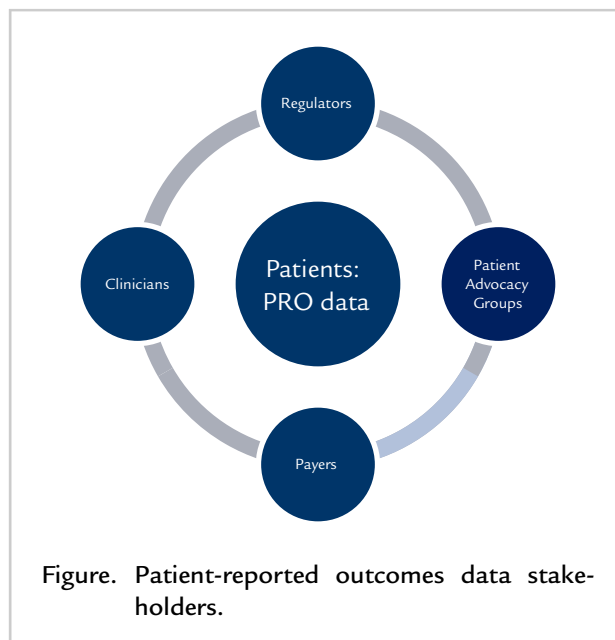 Regulators
Clinicians
Patients:
PRO data
Patient
Advocacy
Groups
Payers
Figure. Patient-reported outcomes data stake-
holders.